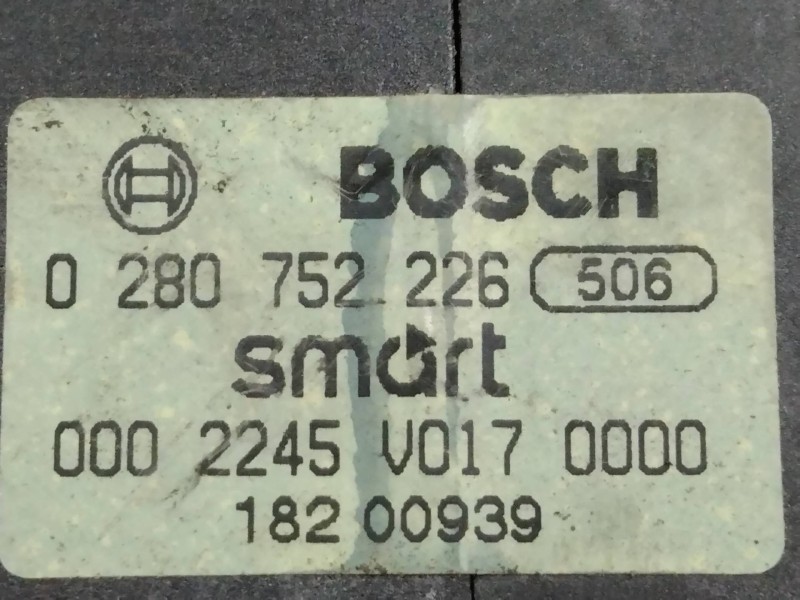 BOSCH
0 280 752 226 506
smart
000 2245 V017 0000
182 00939